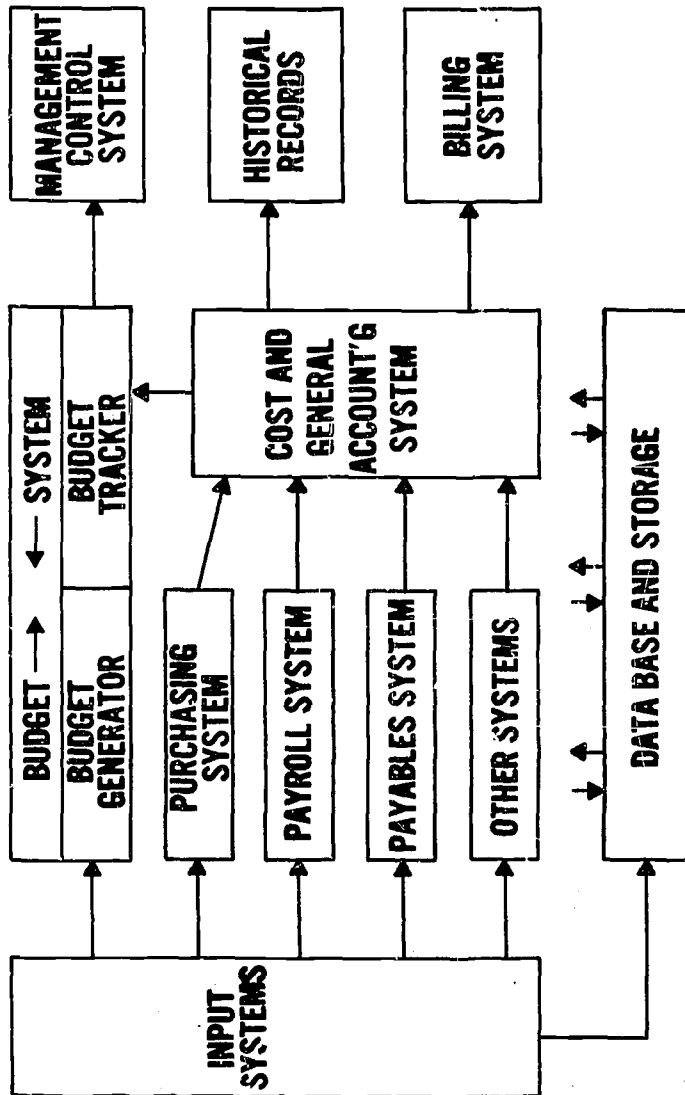 INPUT
SYSTEMS
BUDGET
SYSTEM
BUDGET
GENERATOR
BUDGET
TRACKER
PURCHASING
SYSTEM
PAYROLL SYSTEM
PAYABLES SYSTEM
OTHER SYSTEMS
COST AND
GENERAL
ACCOUNT'G
SYSTEM
MANAGEMENT
CONTROL
SYSTEM
HISTORICAL
RECORDS
BILLING
SYSTEM
DATA BASE AND STORAGE